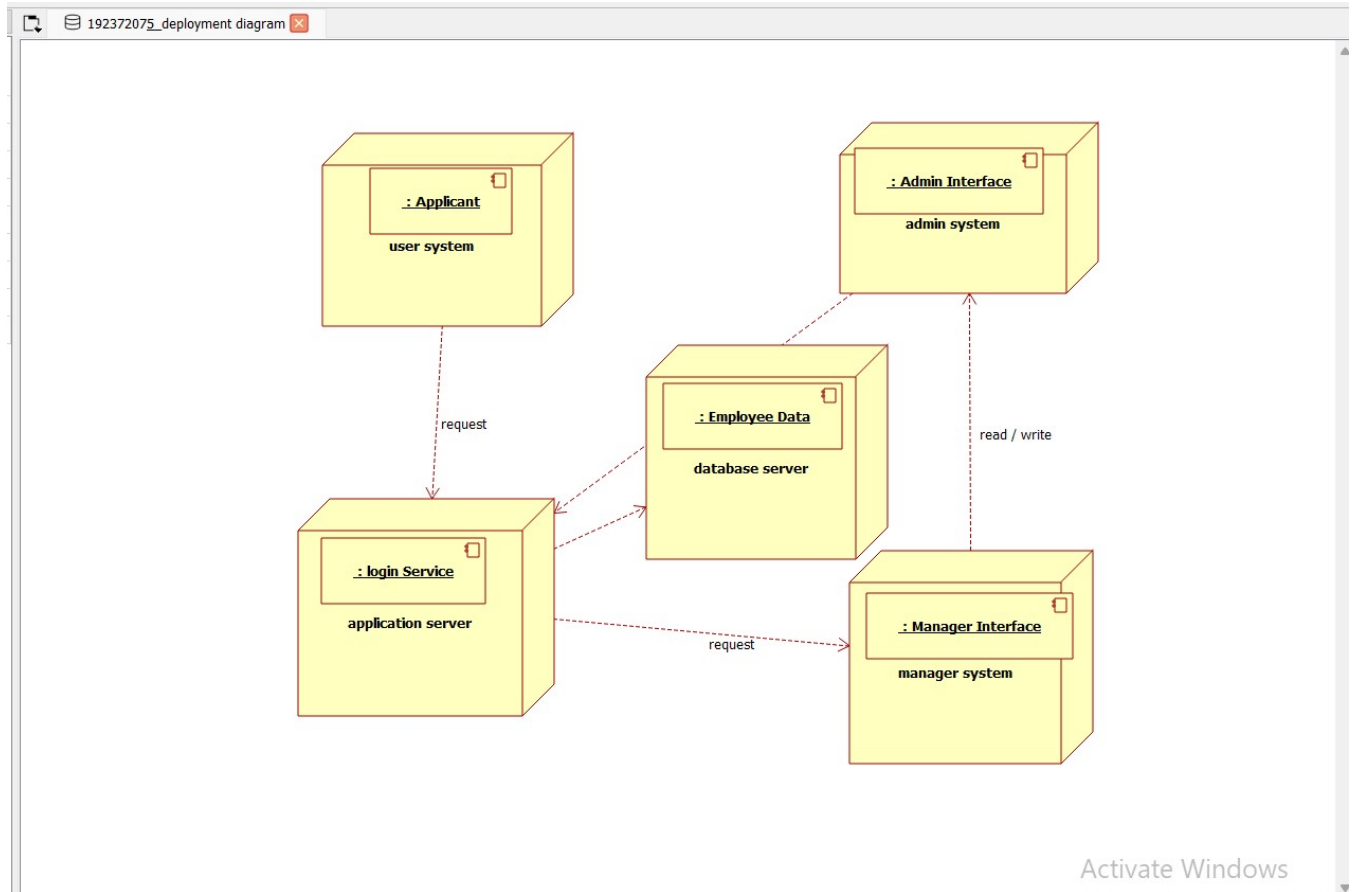 192372075_deployment diagram
: Applicant
user system
: Admin Interface
admin system
request
: Employee Data
database server
read / write
: login Service
application server
request
: Manager Interface
manager system
Activate Windows